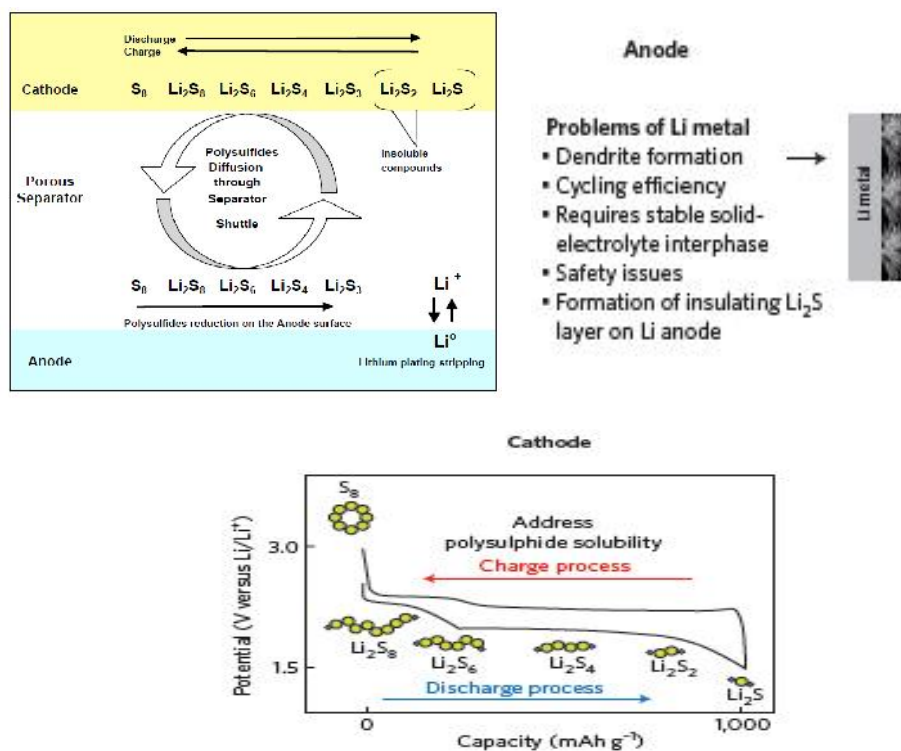 Discharge
Charge
Cathode
S₈ Li₂S₈ Li₂S₆ Li₂S₄ Li₂S₃ Li₂S₂ Li₂S
Polysulfides
Diffusion
through
Separator
Shuttle
Insoluble
compounds
Porous
Separator
S₈ Li₂S₈ Li₂S₆ Li₂S₄ Li₂S₃
Li⁺
Polysulfides reduction on the Anode surface
Li⁰
Anode
Lithium plating stripping
Anode
Problems of Li metal
▪ Dendrite formation
▪ Cycling efficiency
▪ Requires stable solid-
electrolyte interphase
▪ Safety issues
▪ Formation of insulating Li₂S
layer on Li anode
Li metal
Cathode
S₈
Address
polysulphide solubility
Charge process
Potential (V versus Li/Li⁺)
3.0
1.5
Li₂S₈
Li₂S₆
Li₂S₄
Li₂S₂
Li₂S
Discharge process
0
1,000
Capacity (mAh g⁻¹)